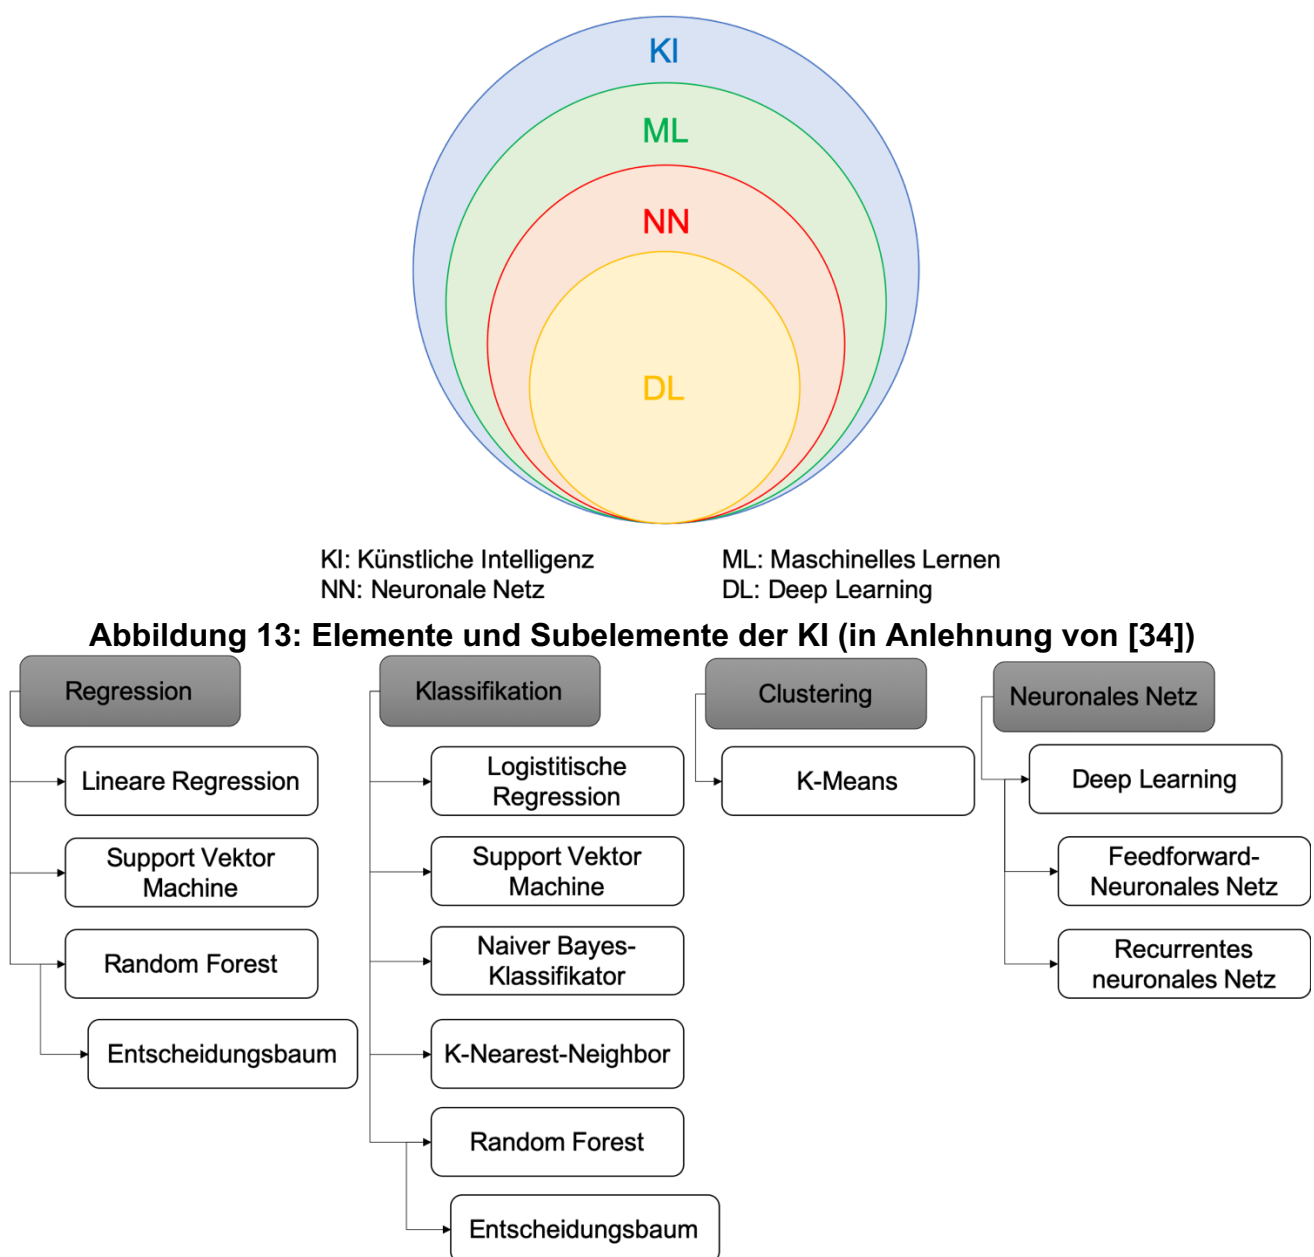 KI
ML
NN
DL
KI: Künstliche Intelligenz
ML: Maschinelles Lernen
NN: Neuronale Netz
DL: Deep Learning
Abbildung 13: Elemente und Subelemente der KI (in Anlehnung von [34])
Regression
Lineare Regression
Support Vektor
Machine
Random Forest
Entscheidungsbaum
Klassifikation
Logistitische
Regression
Support Vektor
Machine
Naiver Bayes-
Klassifikator
K-Nearest-Neighbor
Random Forest
Entscheidungsbaum
Clustering
K-Means
Neuronales Netz
Deep Learning
Feedforward-
Neuronales Netz
Recurrentes
neuronales Netz